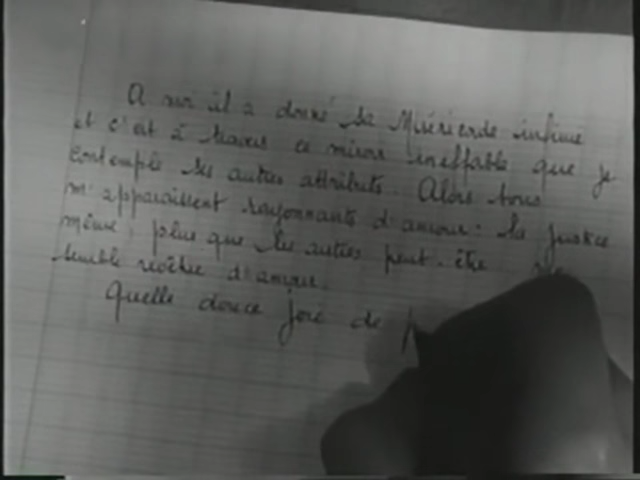 A moi il a donné sa Miséricorde infinie
et c'est à travers ce miroir ineffable que je
contemple ses autres attributs. Alors tous
m'apparaissent rayonnants d'amour: la Justice
même, plus que les autres peut-être
semble revêtue d'amour.
Quelle douce joie de